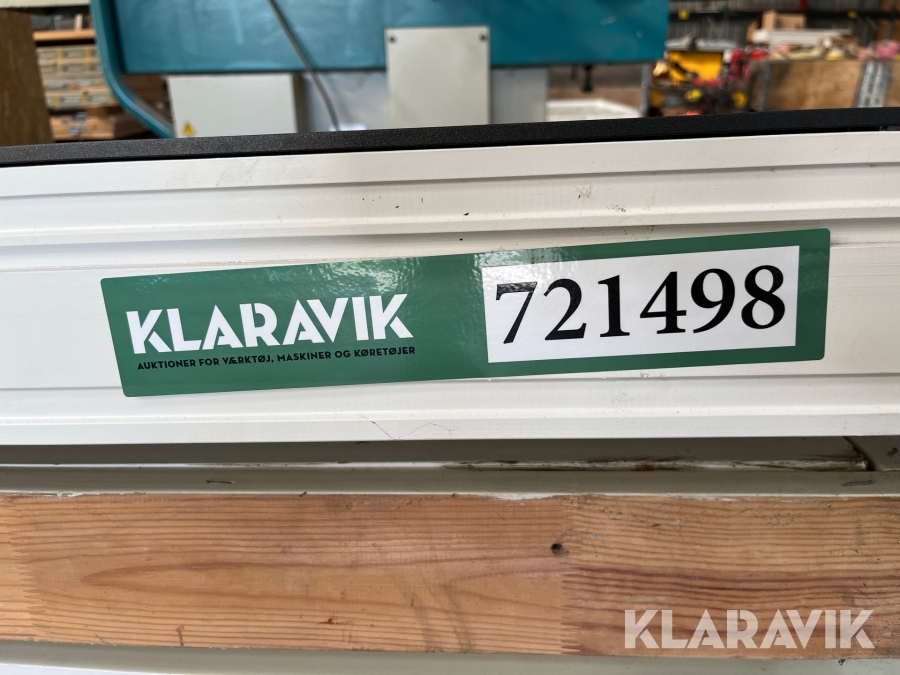 KLARAVIK
AUKTIONER FOR VÆRKTØJ, MASKINER OG KØRETØJER
721498
KLARAVIK